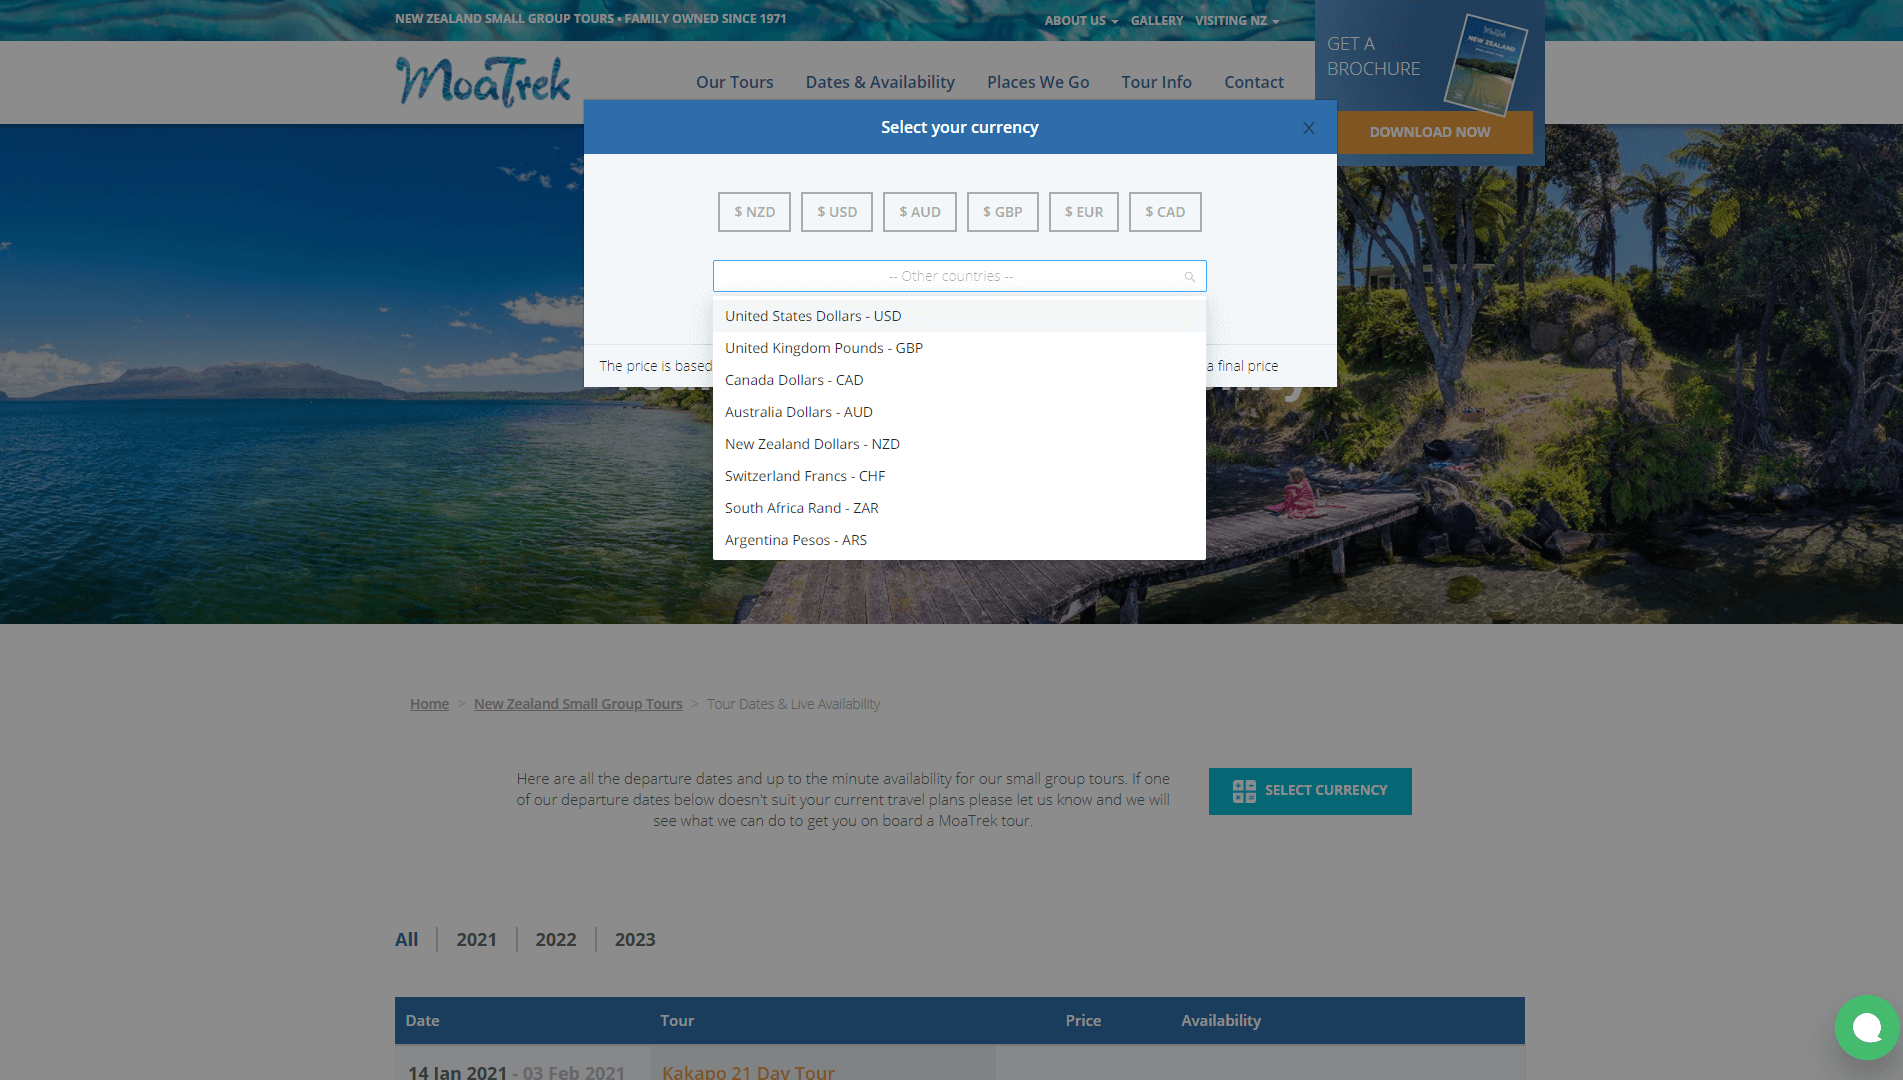 NEW ZEALAND SMALL GROUP TOURS • FAMILY OWNED SINCE 1971
ABOUT US
GALLERY
VISITING NZ
GET A
BROCHURE
NEW ZEALAND
DOWNLOAD NOW
MoaTrek
Our Tours
Dates & Availability
Places We Go
Tour Info
Contact
Select your currency
X
$ NZD
$ USD
$ AUD
$ GBP
$ EUR
$ CAD
-- Other countries --
United States Dollars - USD
United Kingdom Pounds - GBP
Canada Dollars - CAD
Australia Dollars - AUD
New Zealand Dollars - NZD
Switzerland Francs - CHF
South Africa Rand - ZAR
Argentina Pesos - ARS
The price is based
a final price
Home > New Zealand Small Group Tours > Tour Dates & Live Availability
Here are all the departure dates and up to the minute availability for our small group tours. If one
of our departure dates below doesn't suit your current travel plans please let us know and we will
see what we can do to get you on board a MoaTrek tour.
SELECT CURRENCY
All
2021
2022
2023
Date
Tour
Price
Availability
14 Jan 2021 - 03 Feb 2021
Kakapo 21 Day Tour